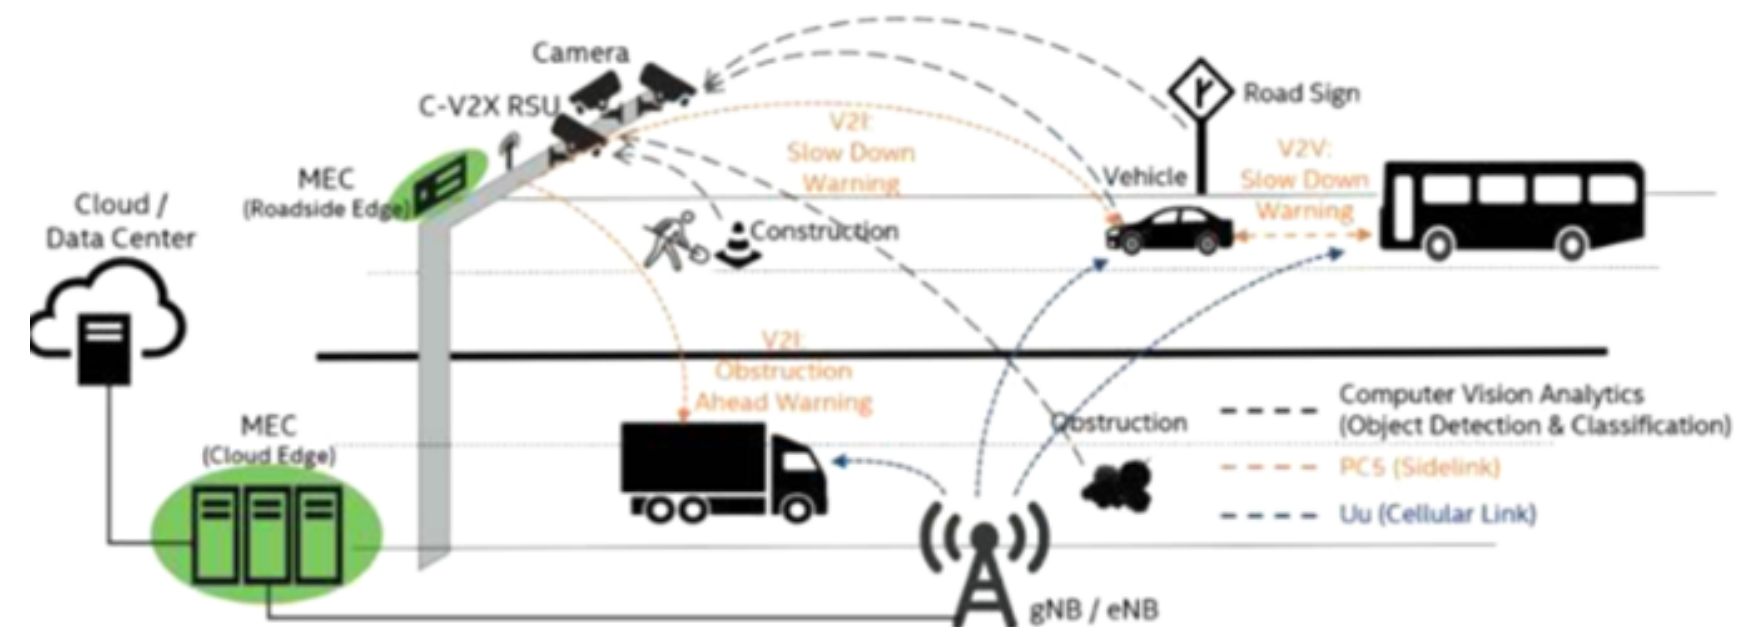 Camera
C-V2X RSU
MEC
(Roadside Edge)
Cloud /
Data Center
V2I:
Slow Down
Warning
Road Sign
Vehicle
V2V:
Slow Down
Warning
Construction
V2I:
Obstruction
Ahead Warning
MEC
(Cloud Edge)
Obstruction
Computer Vision Analytics
(Object Detection & Classification)
PC5 (Sidelink)
Uu (Cellular Link)
gNB / eNB